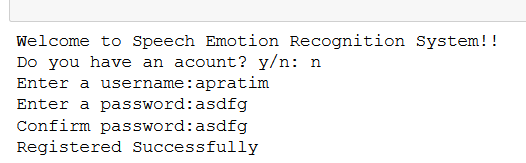 Welcome to Speech Emotion Recognition System!!
Do you have an acount? y/n: n
Enter a username:apratim
Enter a password:asdfg
Confirm password:asdfg
Registered Successfully